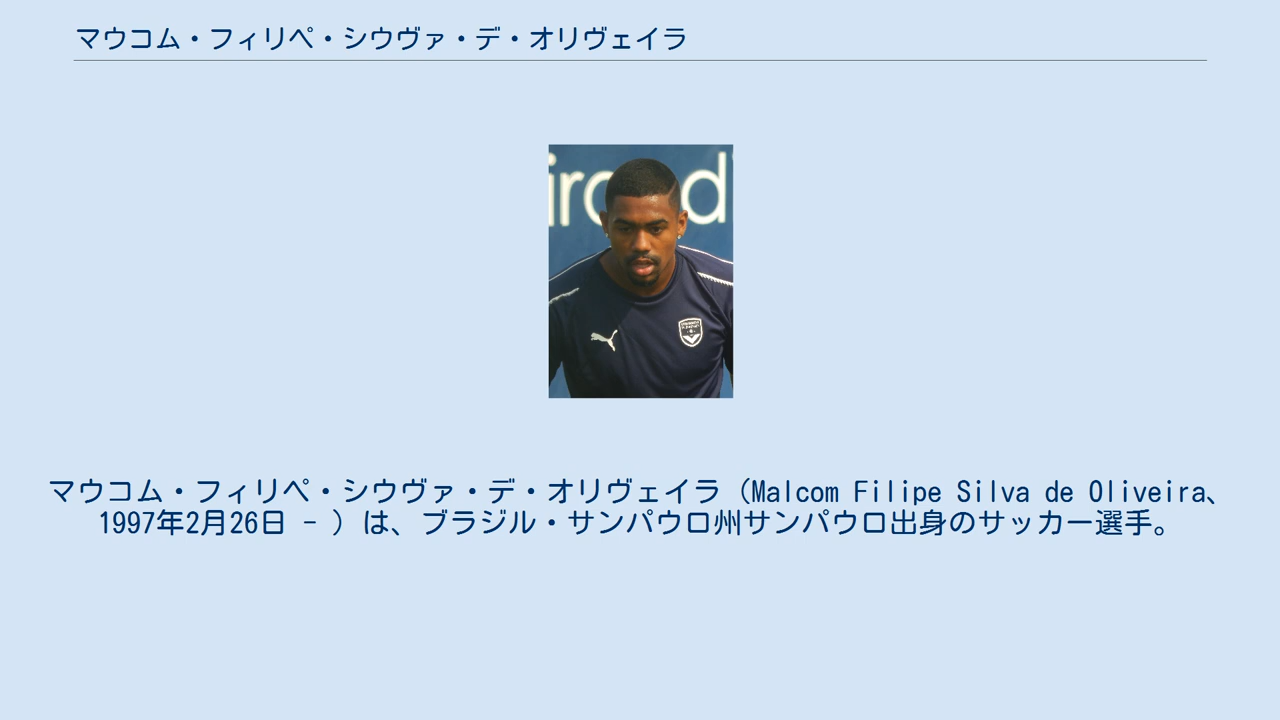 マウコム・フィリペ・シウヴァ・デ・オリヴェイラ
マウコム・フィリペ・シウヴァ・デ・オリヴェイラ（Malcom Filipe Silva de Oliveira、
1997年2月26日 - ）は、ブラジル・サンパウロ州サンパウロ出身のサッカー選手。